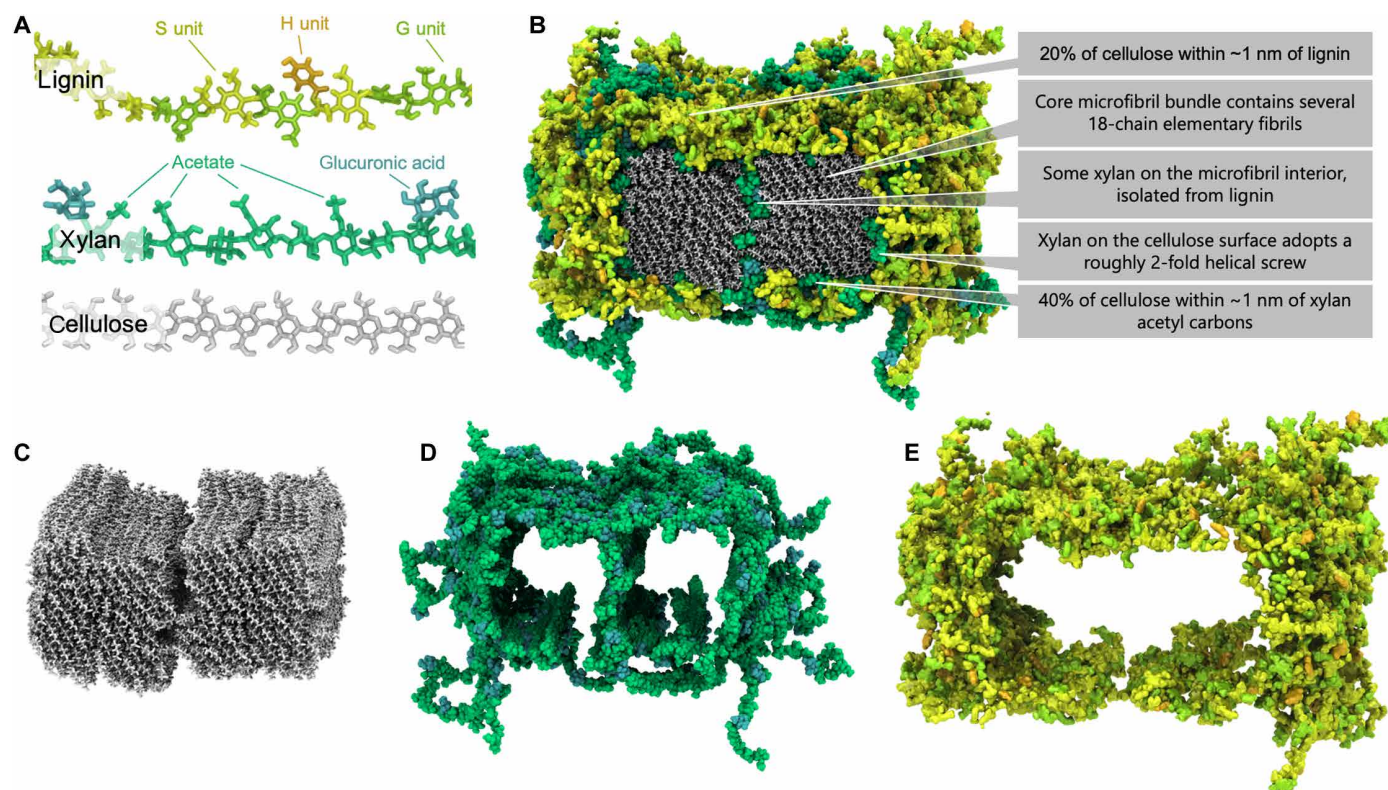 A
S unit
H unit
G unit
Lignin
Acetate
Glucuronic acid
Xylan
Cellulose
B
20% of cellulose within ~1 nm of lignin
Core microfibril bundle contains several
18-chain elementary fibrils
Some xylan on the microfibril interior,
isolated from lignin
Xylan on the cellulose surface adopts a
roughly 2-fold helical screw
40% of cellulose within ~1 nm of xylan
acetyl carbons
C
D
E